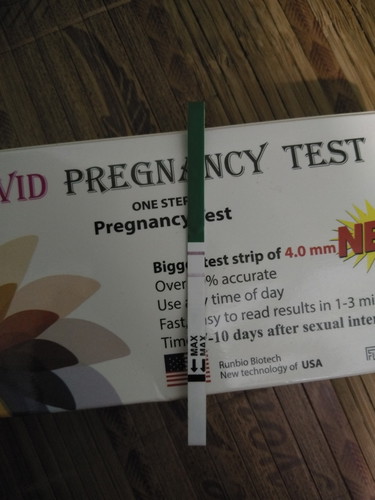 VID PREGNANCY TEST
ONE STEP
Pregnancy Test
NE
Bigg test strip of 4.0 mm
Over % accurate
Use y time of day
Fast, sy to read results in 1-3 mi
Tim -10 days after sexual inter
MAX
MAX
Runbio Biotech
New technology of USA